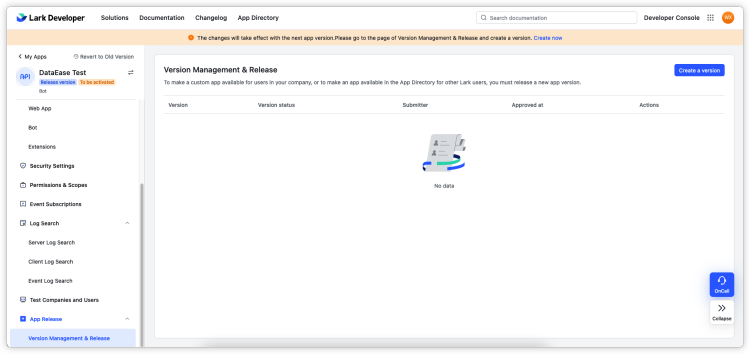 Lark Developer Solutions Documentation Changelog App Directory Search documentation Developer Console WX
The changes will take effect with the next app version.Please go to the page of Version Management & Release and create a version. Create now
My Apps Revert to Old Version
API DataEase Test
Release version To be activated
Bot
Web App
Bot
Extensions
Security Settings
Permissions & Scopes
Event Subscriptions
Log Search
Server Log Search
Client Log Search
Event Log Search
Test Companies and Users
App Release
Version Management & Release
Version Management & Release
Create a version
To make a custom app available for users in your company, or to make an app available in the App Directory for other Lark users, you must release a new app version.
Version Version status Submitter Approved at Actions
No data
OnCall
Collapse